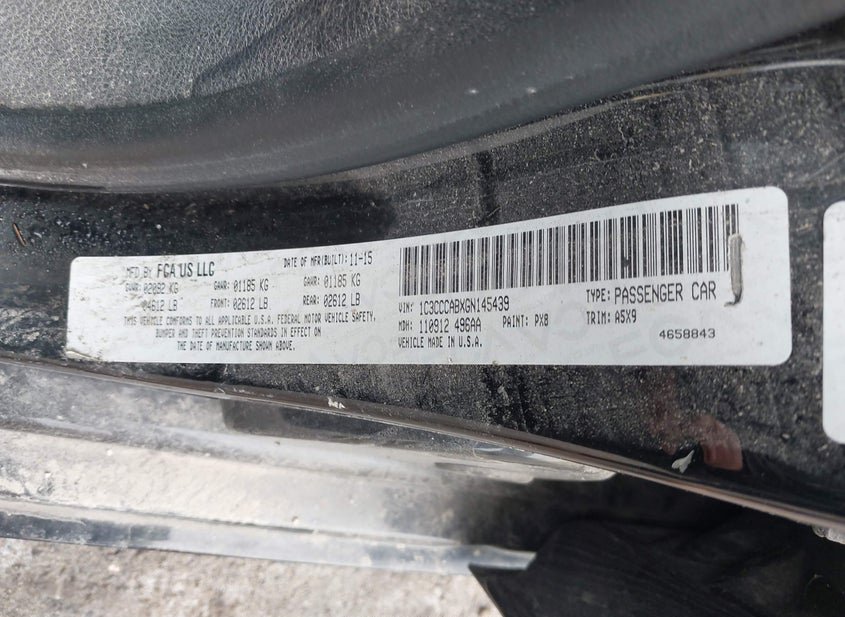 MFD BY FCA US LLC DATE OF MFR(BUILT): 11-15
GVWR: 02092 KG GAWR: 01185 KG GAWR: 01185 KG
04612 LB FRONT: 02612 LB REAR: 02612 LB
THIS VEHICLE CONFORMS TO ALL APPLICABLE U.S.A. FEDERAL MOTOR VEHICLE SAFETY,
BUMPER AND THEFT PREVENTION STANDARDS IN EFFECT ON
THE DATE OF MANUFACTURE SHOWN ABOVE.
VIN: 1C3CCCABXGN145439 TYPE: PASSENGER CAR
MDH: 110912 496AA PAINT: PX8 TRIM: A5X9
VEHICLE MADE IN U.S.A. 4658843